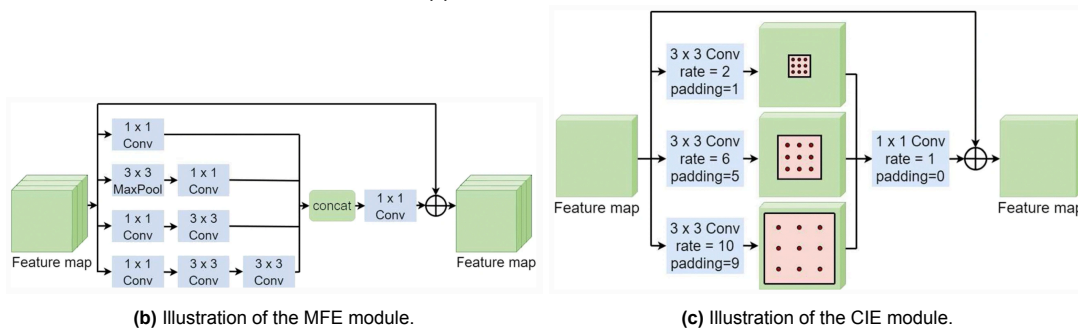 1 x 1
Conv
3 x 3
MaxPool
1 x 1
Conv
1 x 1
Conv
3 x 3
Conv
1 x 1
Conv
3 x 3
Conv
3 x 3
Conv
concat
1 x 1
Conv
Feature map
Feature map
(b) Illustration of the MFE module.
3 x 3 Conv
rate = 2
padding=1
3 x 3 Conv
rate = 6
padding=5
3 x 3 Conv
rate = 10
padding=9
1 x 1 Conv
rate = 1
padding=0
Feature map
Feature map
(c) Illustration of the CIE module.